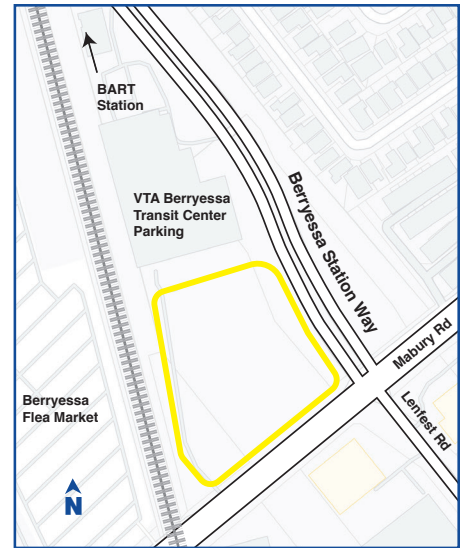 BART
Station
VTA Berryessa
Transit Center
Parking
Berryessa Station Way
Mabury Rd
Lenfest Rd
Berryessa
Flea Market
N